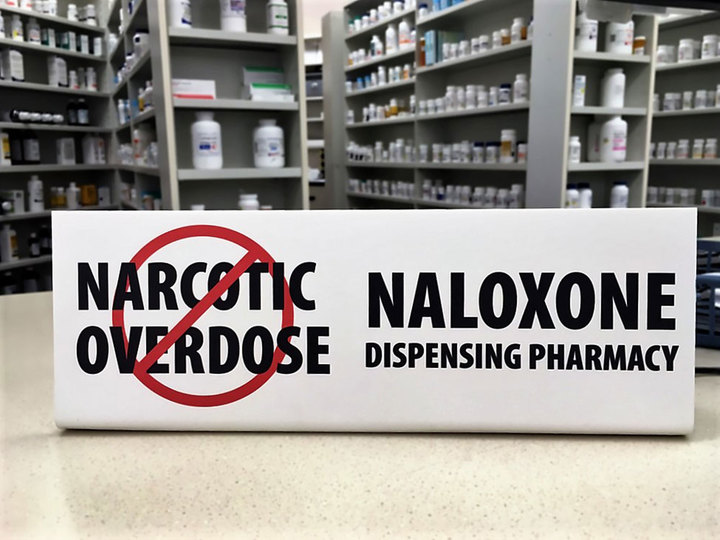 NARCOTIC
OVERDOSE
NALOXONE
DISPENSING PHARMACY